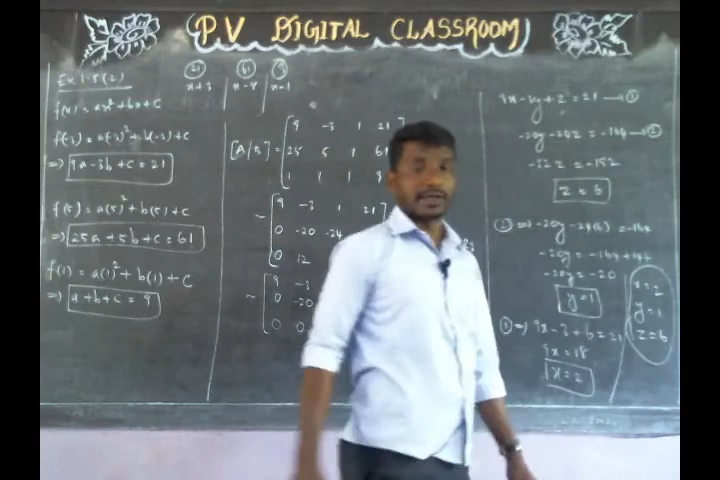 PV DIGITAL CLASSROOM
Ex 1.5(2)
x+3 | x-5 | x-1
f(x) = ax²+bx+c
f(-3) = a(-3)²+b(-3)+c
=> 9a-3b+c = 21
f(5) = a(5)²+b(5)+c
=> 25a+5b+c = 61
f(1) = a(1)²+b(1)+c
=> a+b+c = 9
[A/B] =
9 -3 1 21
25 5 1 61
1 1 1 9
~
9 -3 1 21
0 -20 -24
0 12
~
9 -3
0 -20
0 0
9x-3y+z = 21 → ①
-20y-24z = -164 → ②
-32z = -192
z = 6
② => -20y-24(6) = -164
-20y = -164+144
-20y = -20
y = 1
① => 9x-3+6 = 21
9x = 18
x = 2
x = 2
y = 1
z = 6